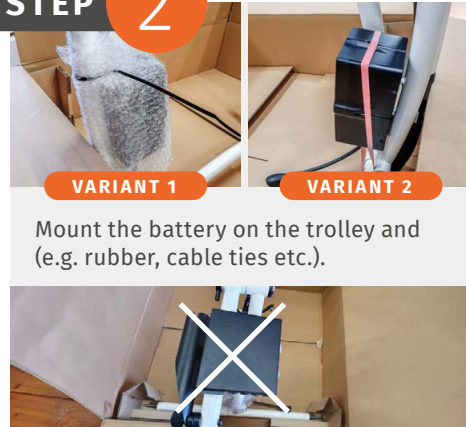 STEP
2
VARIANT 1
VARIANT 2
Mount the battery on the trolley and
(e.g. rubber, cable ties etc.).